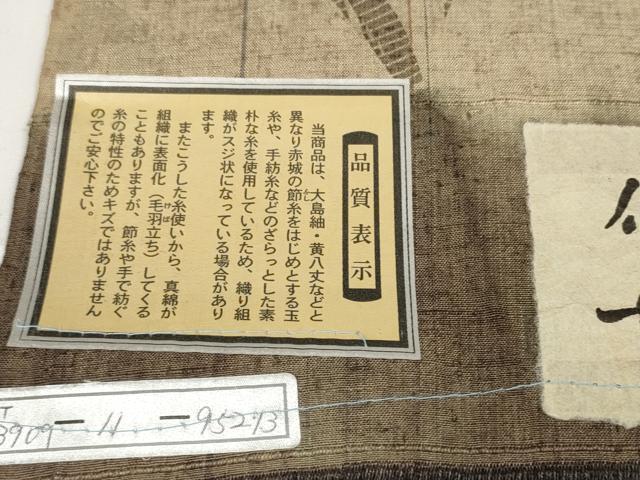 品質表示
当商品は、大島紬・黄八丈などと
異なり赤城の節糸をはじめとする玉
糸や、手紡糸などのざらっとした素
朴な糸を使用しているため、織り組
織がスジ状になっている場合があり
ます。
またこうした糸使いから、真綿が
組織に表面化（毛羽立ち）してくる
こともありますが、節糸や手で紡ぐ
糸の特性のためキズではありません
のでご安心下さい。
3909－11－952.13